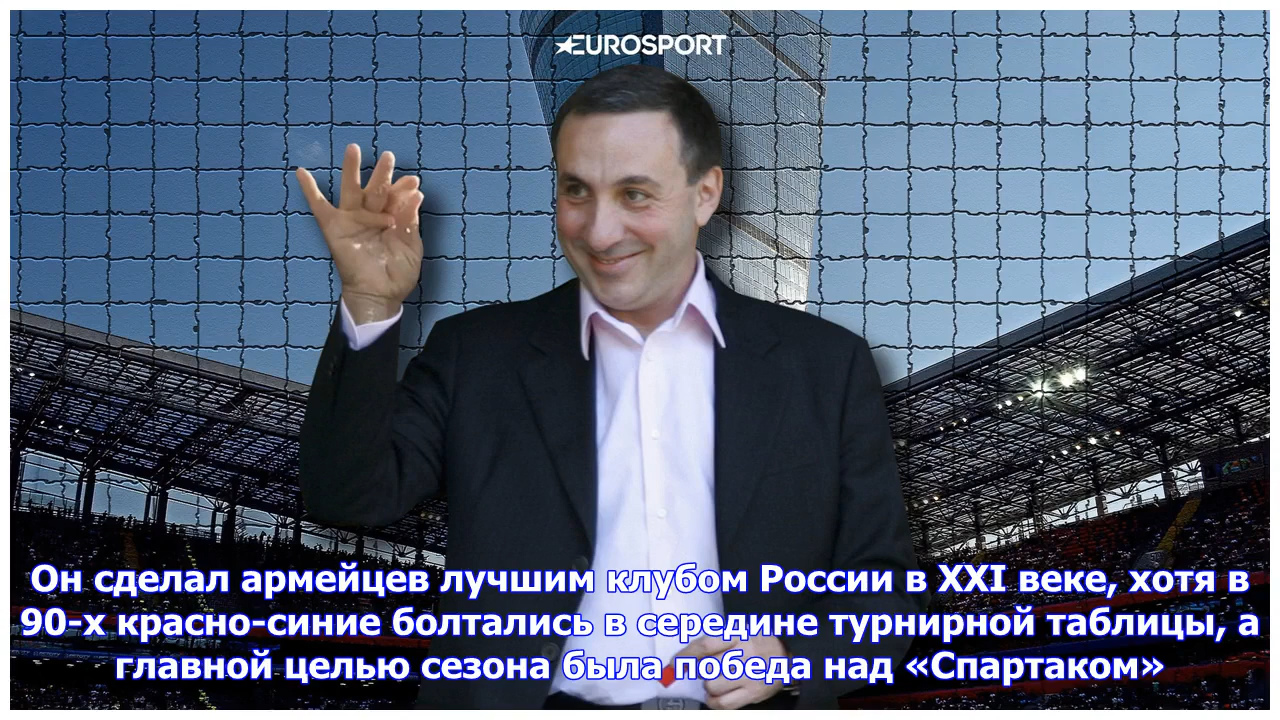 EUROSPORT
Он сделал армейцев лучшим клубом России в XXI веке, хотя в
90-х красно-синие болтались в середине турнирной таблицы, а
главной целью сезона была победа над «Спартаком»